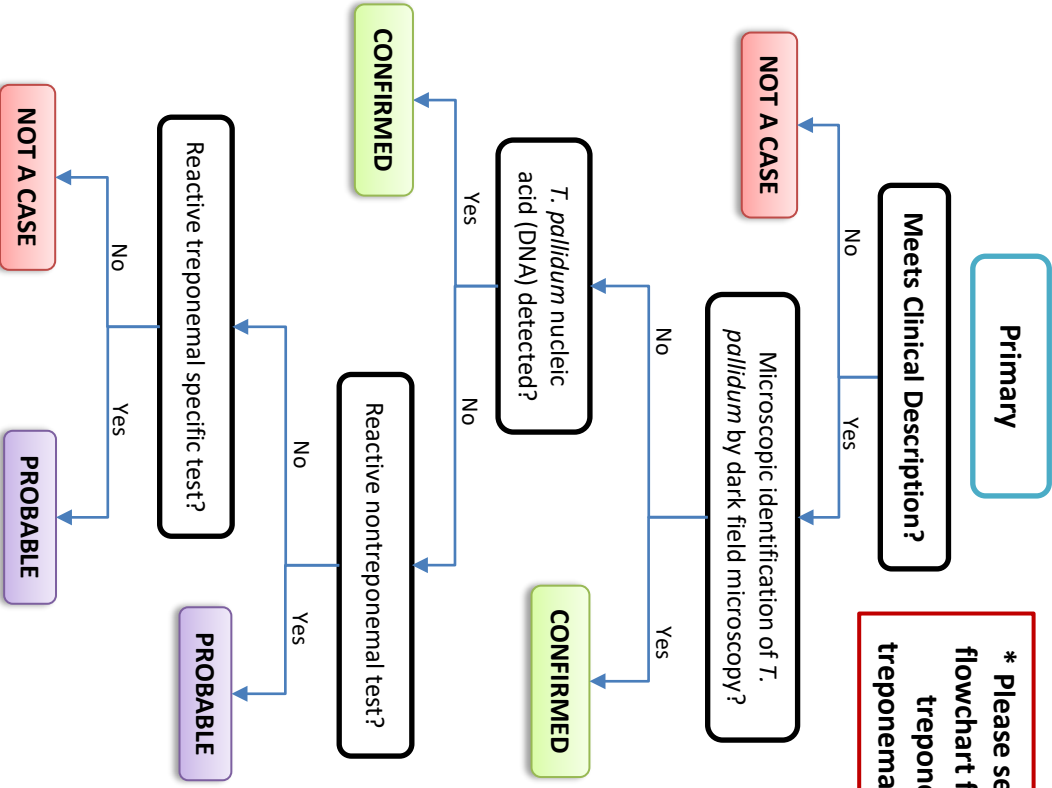 Primary
* Please se
flowchart f
trepone
treponema
Meets Clinical Description?
No
Yes
NOT A CASE
Microscopic identification of T.
pallidum by dark field microscopy?
No
Yes
T. pallidum nucleic
acid (DNA) detected?
CONFIRMED
Yes
No
CONFIRMED
Reactive nontreponemal test?
No
Yes
Reactive treponemal specific test?
PROBABLE
No
Yes
NOT A CASE
PROBABLE